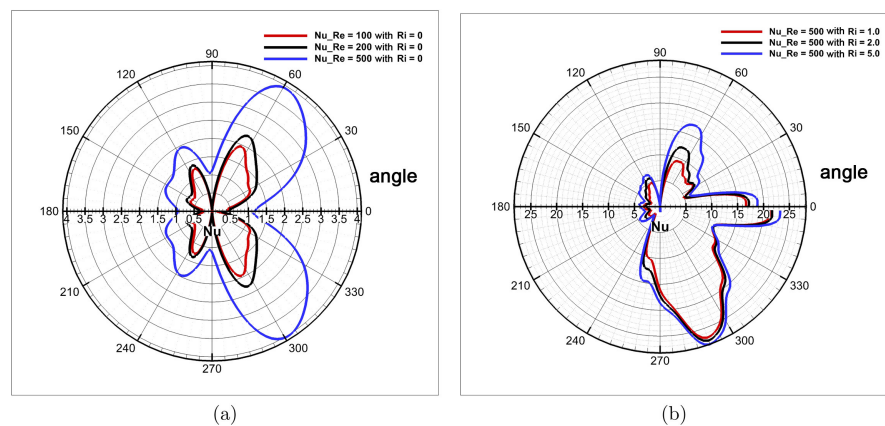 Nu_Re = 100 with Ri = 0
Nu_Re = 200 with Ri = 0
Nu_Re = 500 with Ri = 0
90
120
60
150
30
angle
180
0
4 3.5 3 2.5 2 1.5 1 0.5 0.5 1 1.5 2 2.5 3 3.5 4
Nu
210
330
240
300
270
(a)
Nu_Re = 500 with Ri = 1.0
Nu_Re = 500 with Ri = 2.0
Nu_Re = 500 with Ri = 5.0
90
120
60
150
30
angle
180
0
25 20 15 10 5 5 10 15 20 25
Nu
210
330
240
300
270
(b)